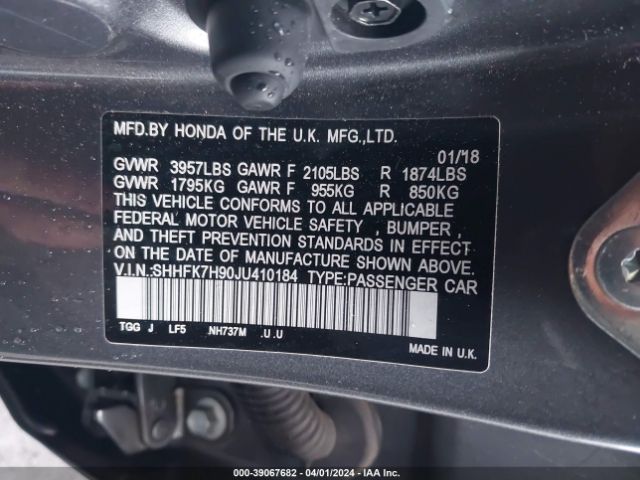 MFD.BY HONDA OF THE U.K. MFG.,LTD.
01/18
GVWR 3957LBS GAWR F 2105LBS R 1874LBS
GVWR 1795KG GAWR F 955KG R 850KG
THIS VEHICLE CONFORMS TO ALL APPLICABLE
FEDERAL MOTOR VEHICLE SAFETY , BUMPER ,
AND THEFT PREVENTION STANDARDS IN EFFECT
ON THE DATE OF MANUFACTURE SHOWN ABOVE.
V.I.N.:SHHFK7H90JU410184 TYPE:PASSENGER CAR
TGG J LF5 .NH737M .U.U
MADE IN U.K.
000-39067682 / 04/01/2024 / IAA Inc.